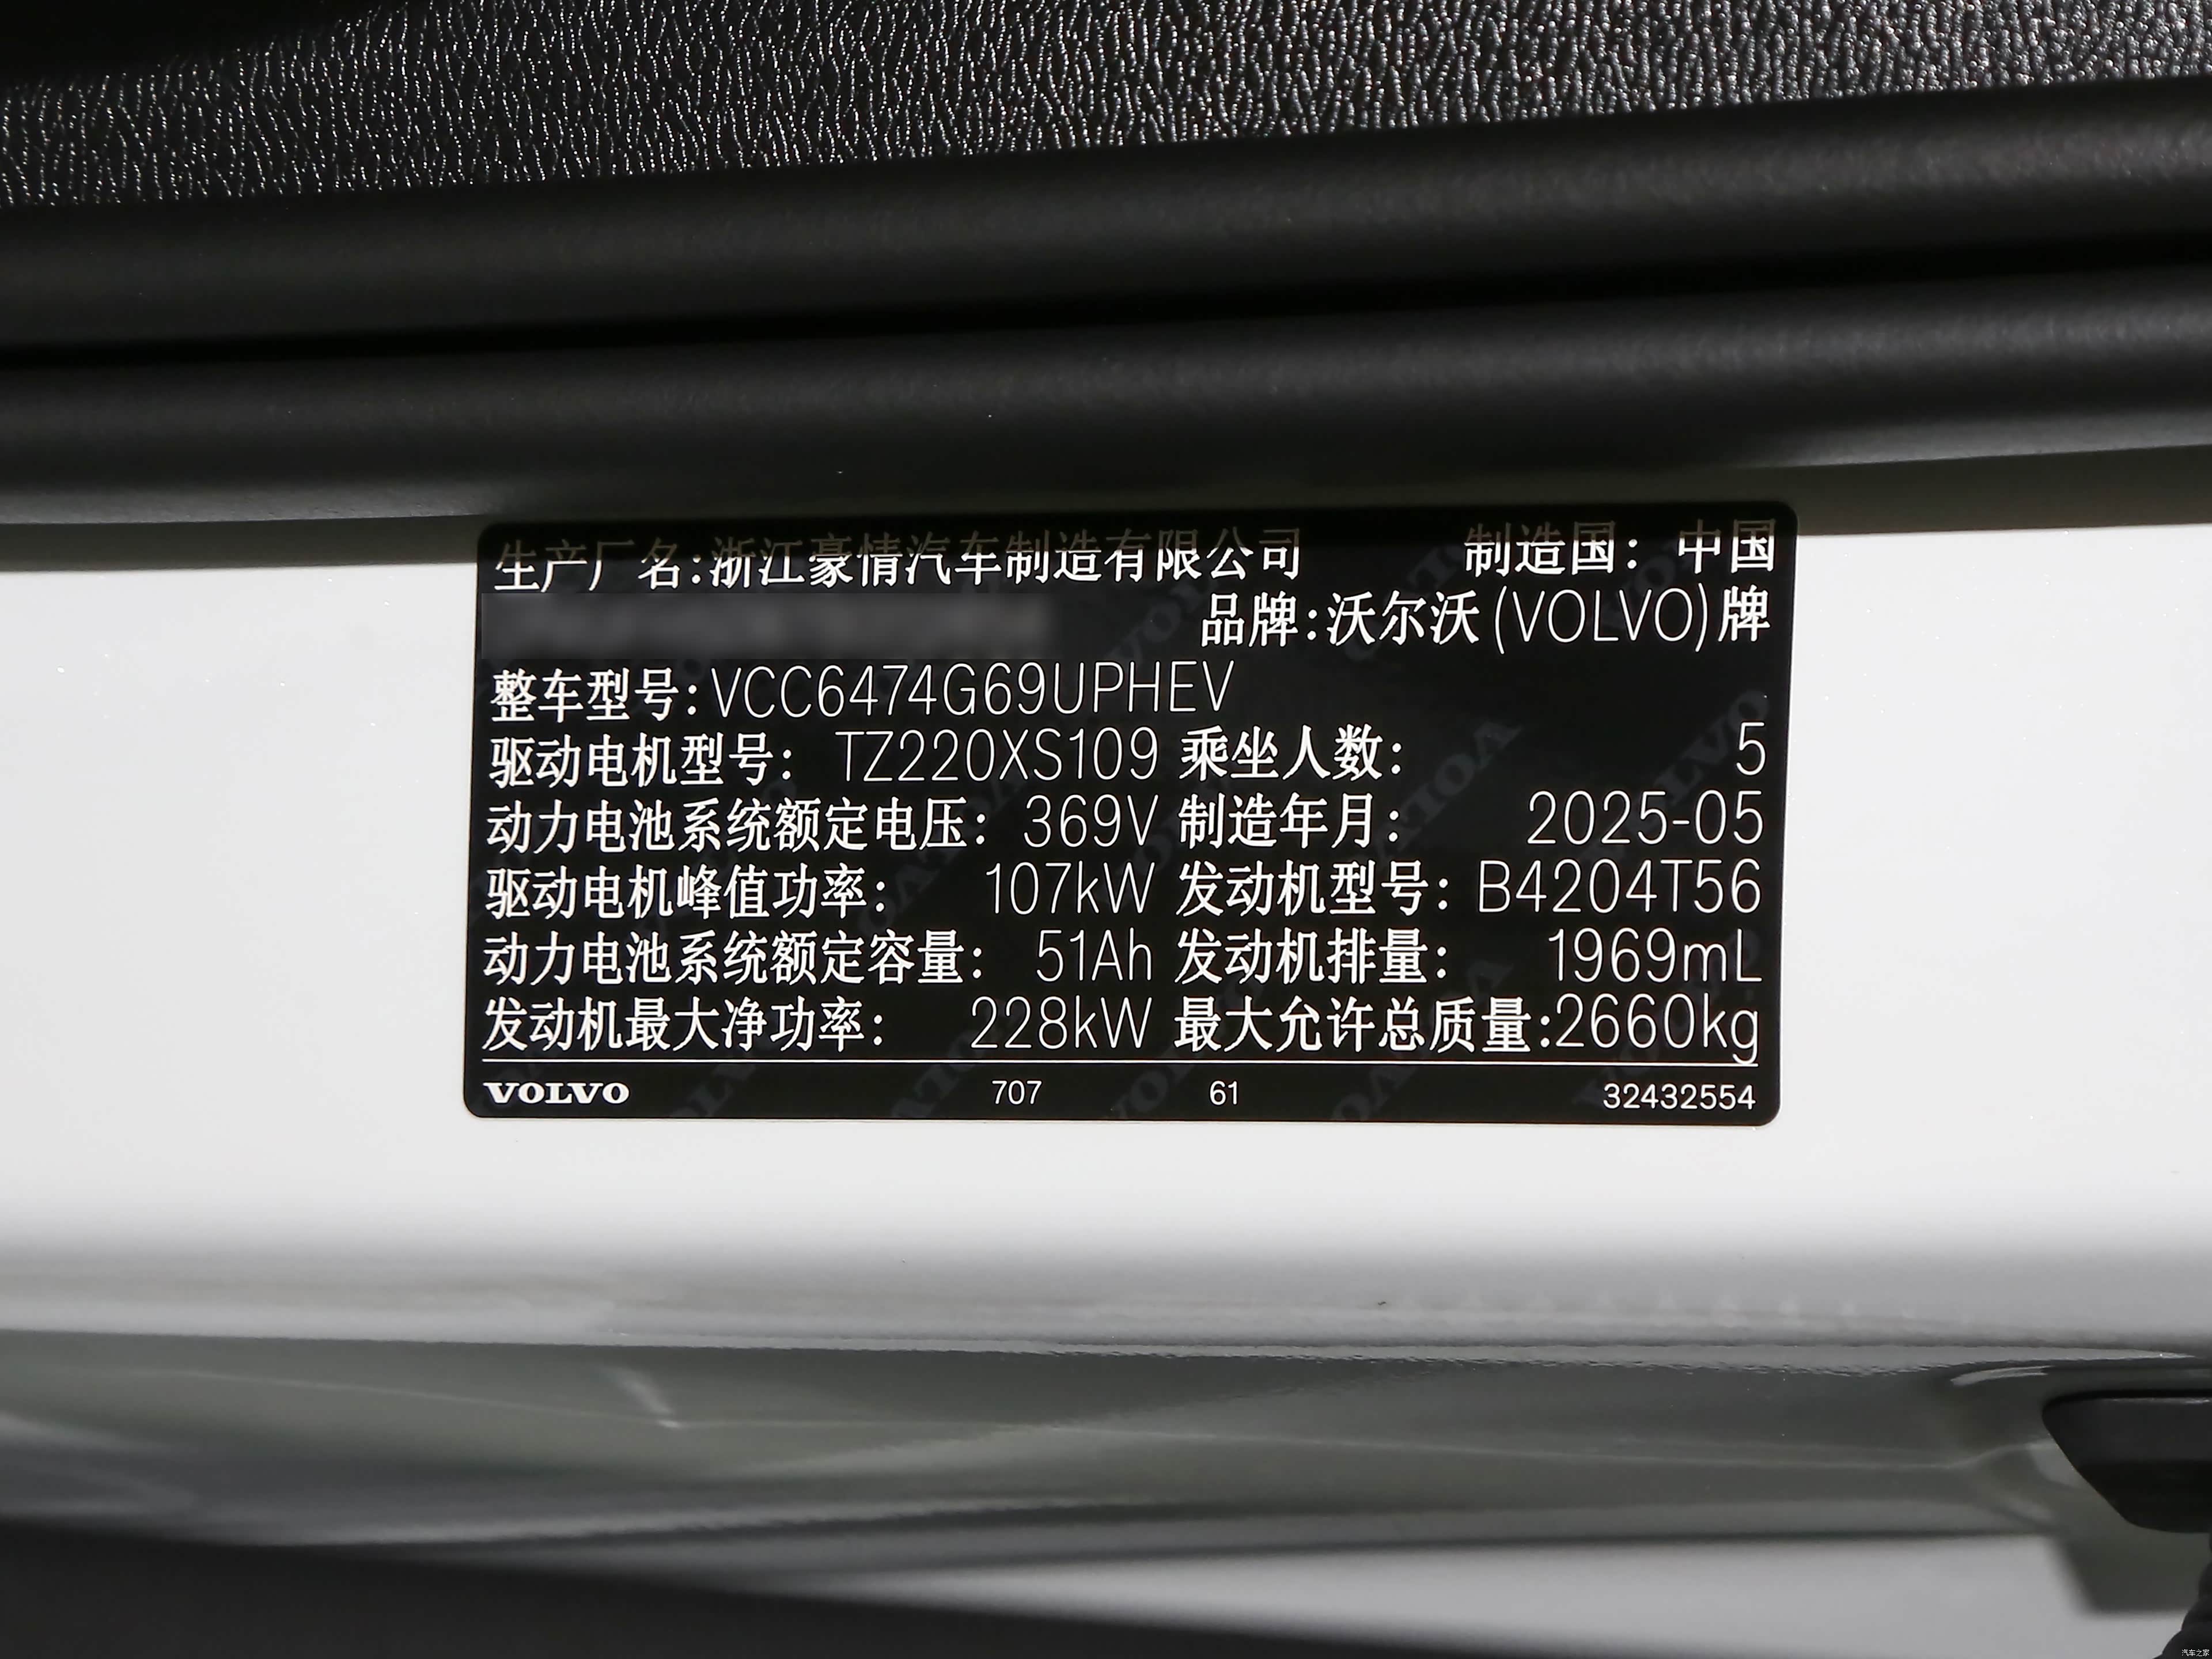 生产厂名:浙江豪情汽车制造有限公司 制造国: 中国
品牌:沃尔沃(VOLVO)牌
整车型号:VCC6474G69UPHEV
驱动电机型号: TZ220XS109 乘坐人数: 5
动力电池系统额定电压: 369V 制造年月: 2025-05
驱动电机峰值功率: 107kW 发动机型号: B4204T56
动力电池系统额定容量: 51Ah 发动机排量: 1969mL
发动机最大净功率: 228kW 最大允许总质量:2660kg
VOLVO 707 61 32432554
汽车之家